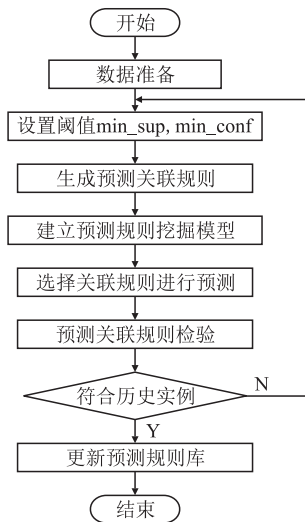 开始
数据准备
设置阈值min_sup, min_conf
生成预测关联规则
建立预测规则挖掘模型
选择关联规则进行预测
预测关联规则检验
符合历史实例
N
Y
更新预测规则库
结束